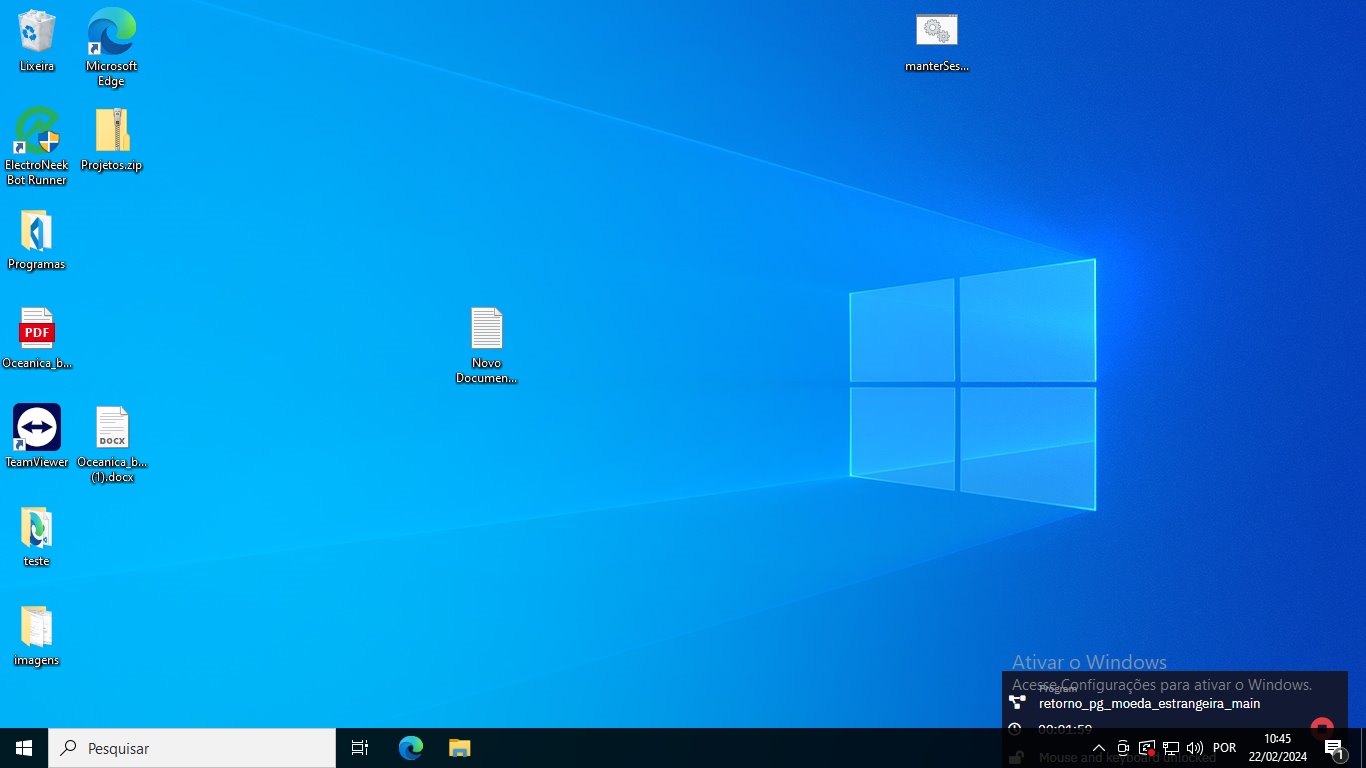 Lixeira
Microsoft
Edge
manterSes...
ElectroNeek
Bot Runner
Projetos.zip
Programas
PDF
Oceanica_b...
Novo
Documen...
TeamViewer
DOCX
Oceanica_b...
(1).docx
teste
imagens
Ativar o Windows
Acesse Configurações para ativar o Windows.
Program
retorno_pg_moeda_estrangeira_main
00:01:59
Mouse and keyboard unlocked
Pesquisar
POR
10:45
22/02/2024
1